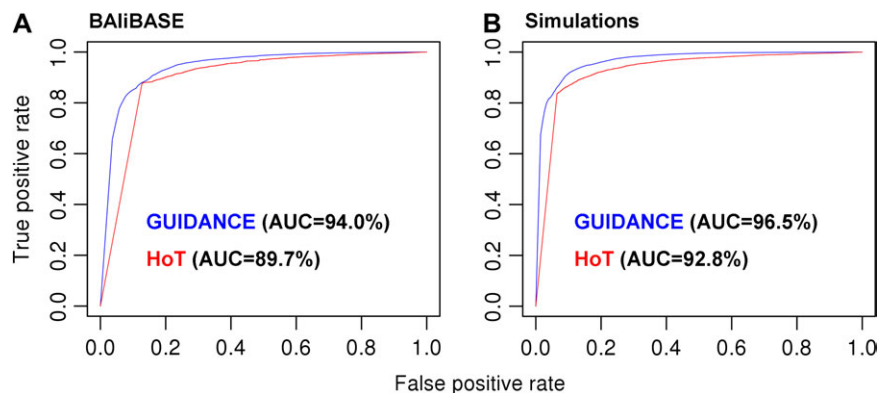 A BAliBASE
B Simulations
True positive rate
1.0
0.8
0.6
0.4
0.2
0.0
GUIDANCE (AUC=94.0%)
HoT (AUC=89.7%)
0.0 0.2 0.4 0.6 0.8 1.0
1.0
0.8
0.6
0.4
0.2
0.0
GUIDANCE (AUC=96.5%)
HoT (AUC=92.8%)
0.0 0.2 0.4 0.6 0.8 1.0
False positive rate